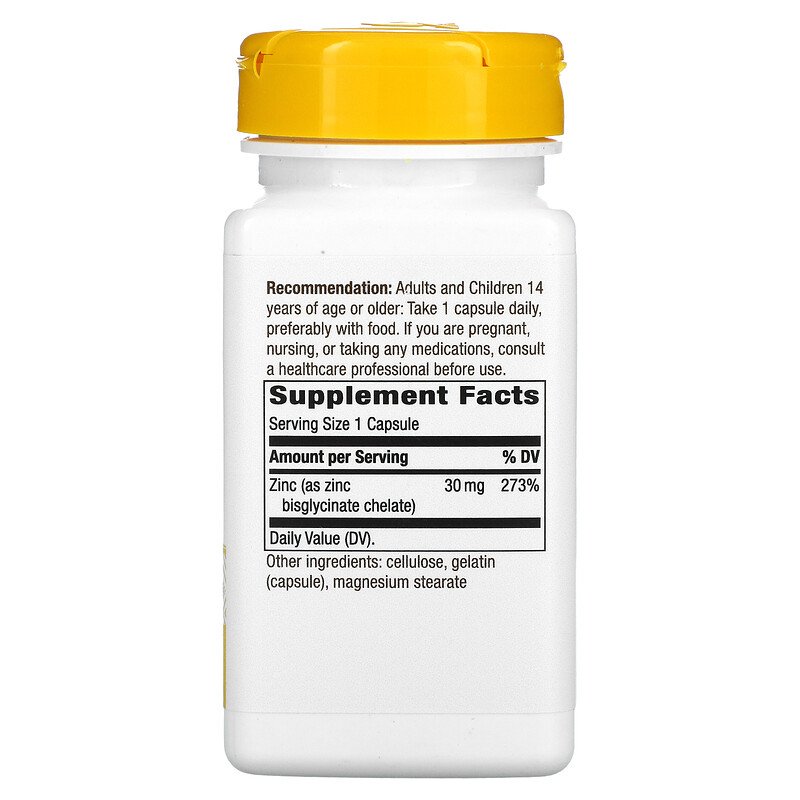 Recommendation: Adults and Children 14
years of age or older: Take 1 capsule daily,
preferably with food. If you are pregnant,
nursing, or taking any medications, consult
a healthcare professional before use.
Supplement Facts
Serving Size 1 Capsule
Amount per Serving % DV
Zinc (as zinc 30 mg 273%
bisglycinate chelate)
Daily Value (DV).
Other ingredients: cellulose, gelatin
(capsule), magnesium stearate